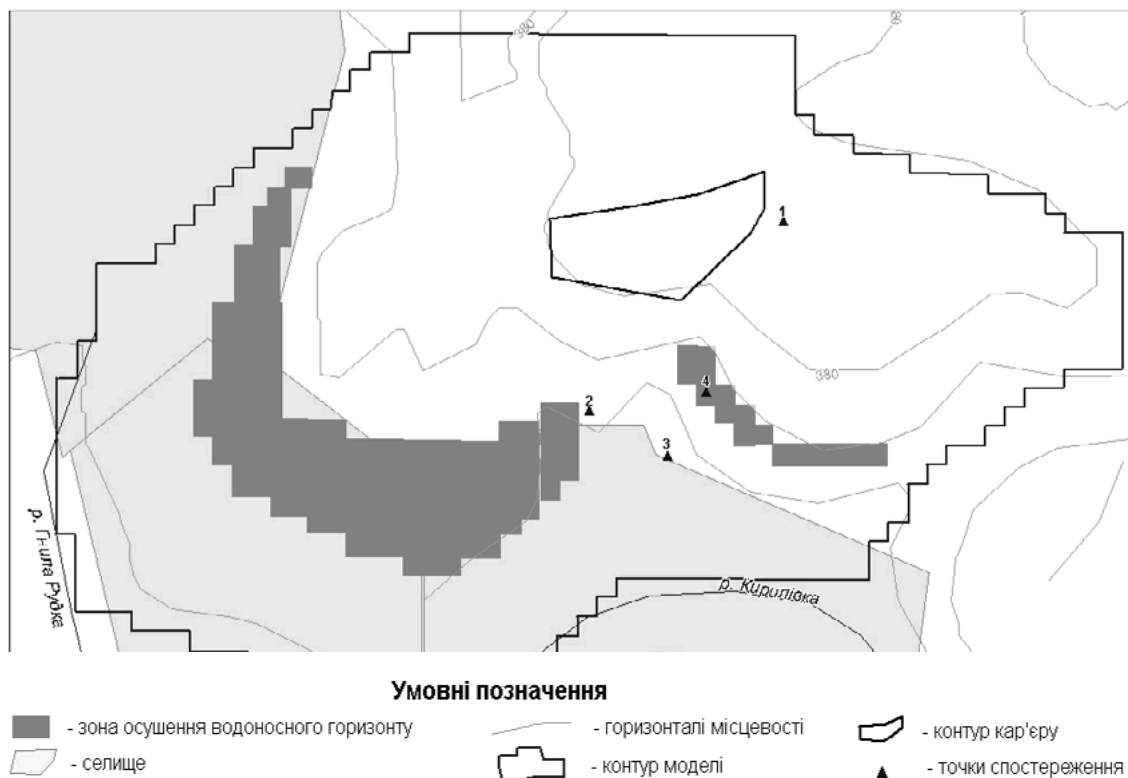 380
1
380
4
2
3
р. Гнила Рудка
р. Кирилівка
Умовні позначення
- зона осушення водоносного горизонту
- горизонталі місцевості
- контур кар'єру
- селище
- контур моделі
- точки спостереження